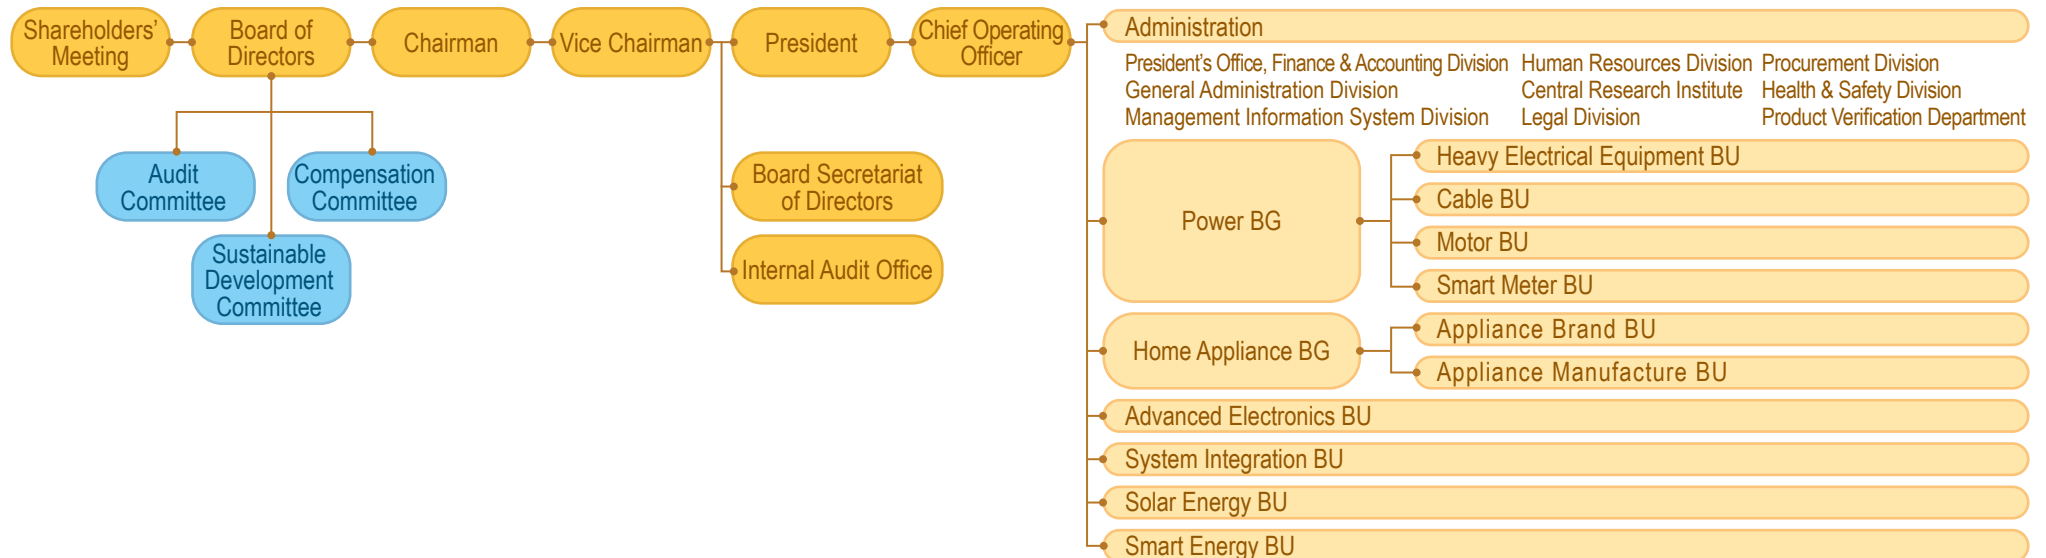 Shareholders’
Meeting
Board of
Directors
Chairman
Vice Chairman
President
Chief Operating
Officer
Audit
Committee
Compensation
Committee
Sustainable
Development
Committee
Board Secretariat
of Directors
Internal Audit Office
Administration
President’s Office, Finance & Accounting Division Human Resources Division Procurement Division
General Administration Division Central Research Institute Health & Safety Division
Management Information System Division Legal Division Product Verification Department
Power BG
Heavy Electrical Equipment BU
Cable BU
Motor BU
Smart Meter BU
Home Appliance BG
Appliance Brand BU
Appliance Manufacture BU
Advanced Electronics BU
System Integration BU
Solar Energy BU
Smart Energy BU